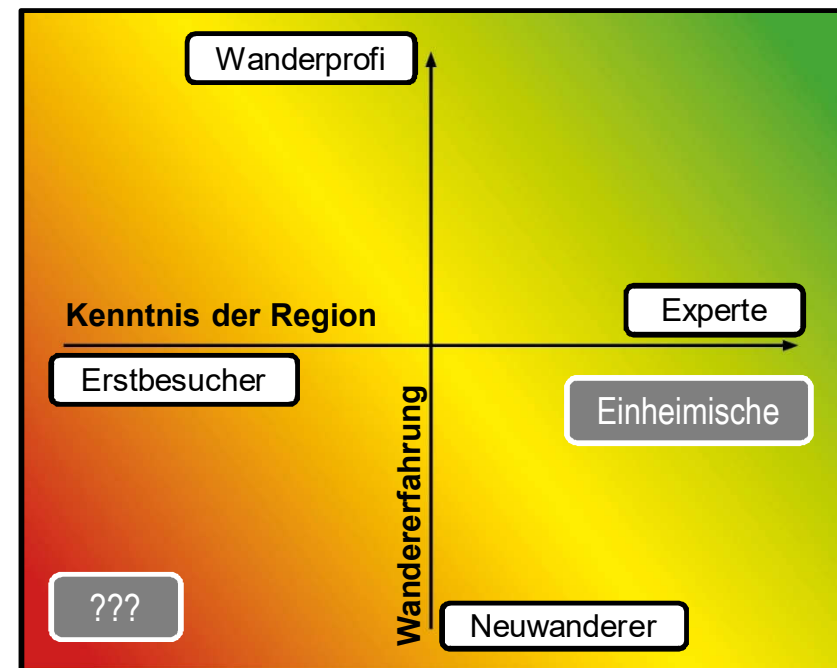 Wanderprofi
Kenntnis der Region
Experte
Erstbesucher
Einheimische
Wandererfahrung
???
Neuwanderer